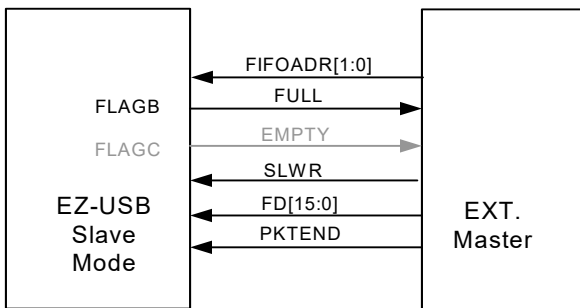 FIFOADR[1:0]
FLAGB
FULL
FLAGC
EMPTY
SLWR
EZ-USB
Slave
Mode
FD[15:0]
PKTEND
EXT.
Master